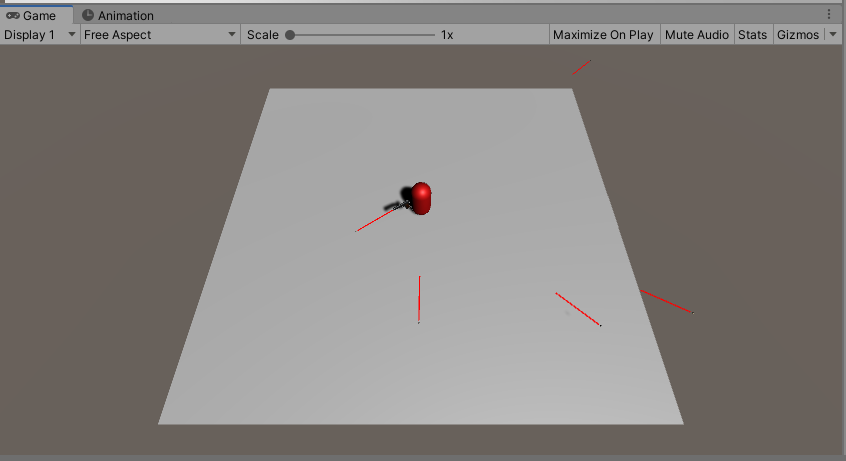 Game Animation
Display 1 Free Aspect Scale 1x Maximize On Play Mute Audio Stats Gizmos